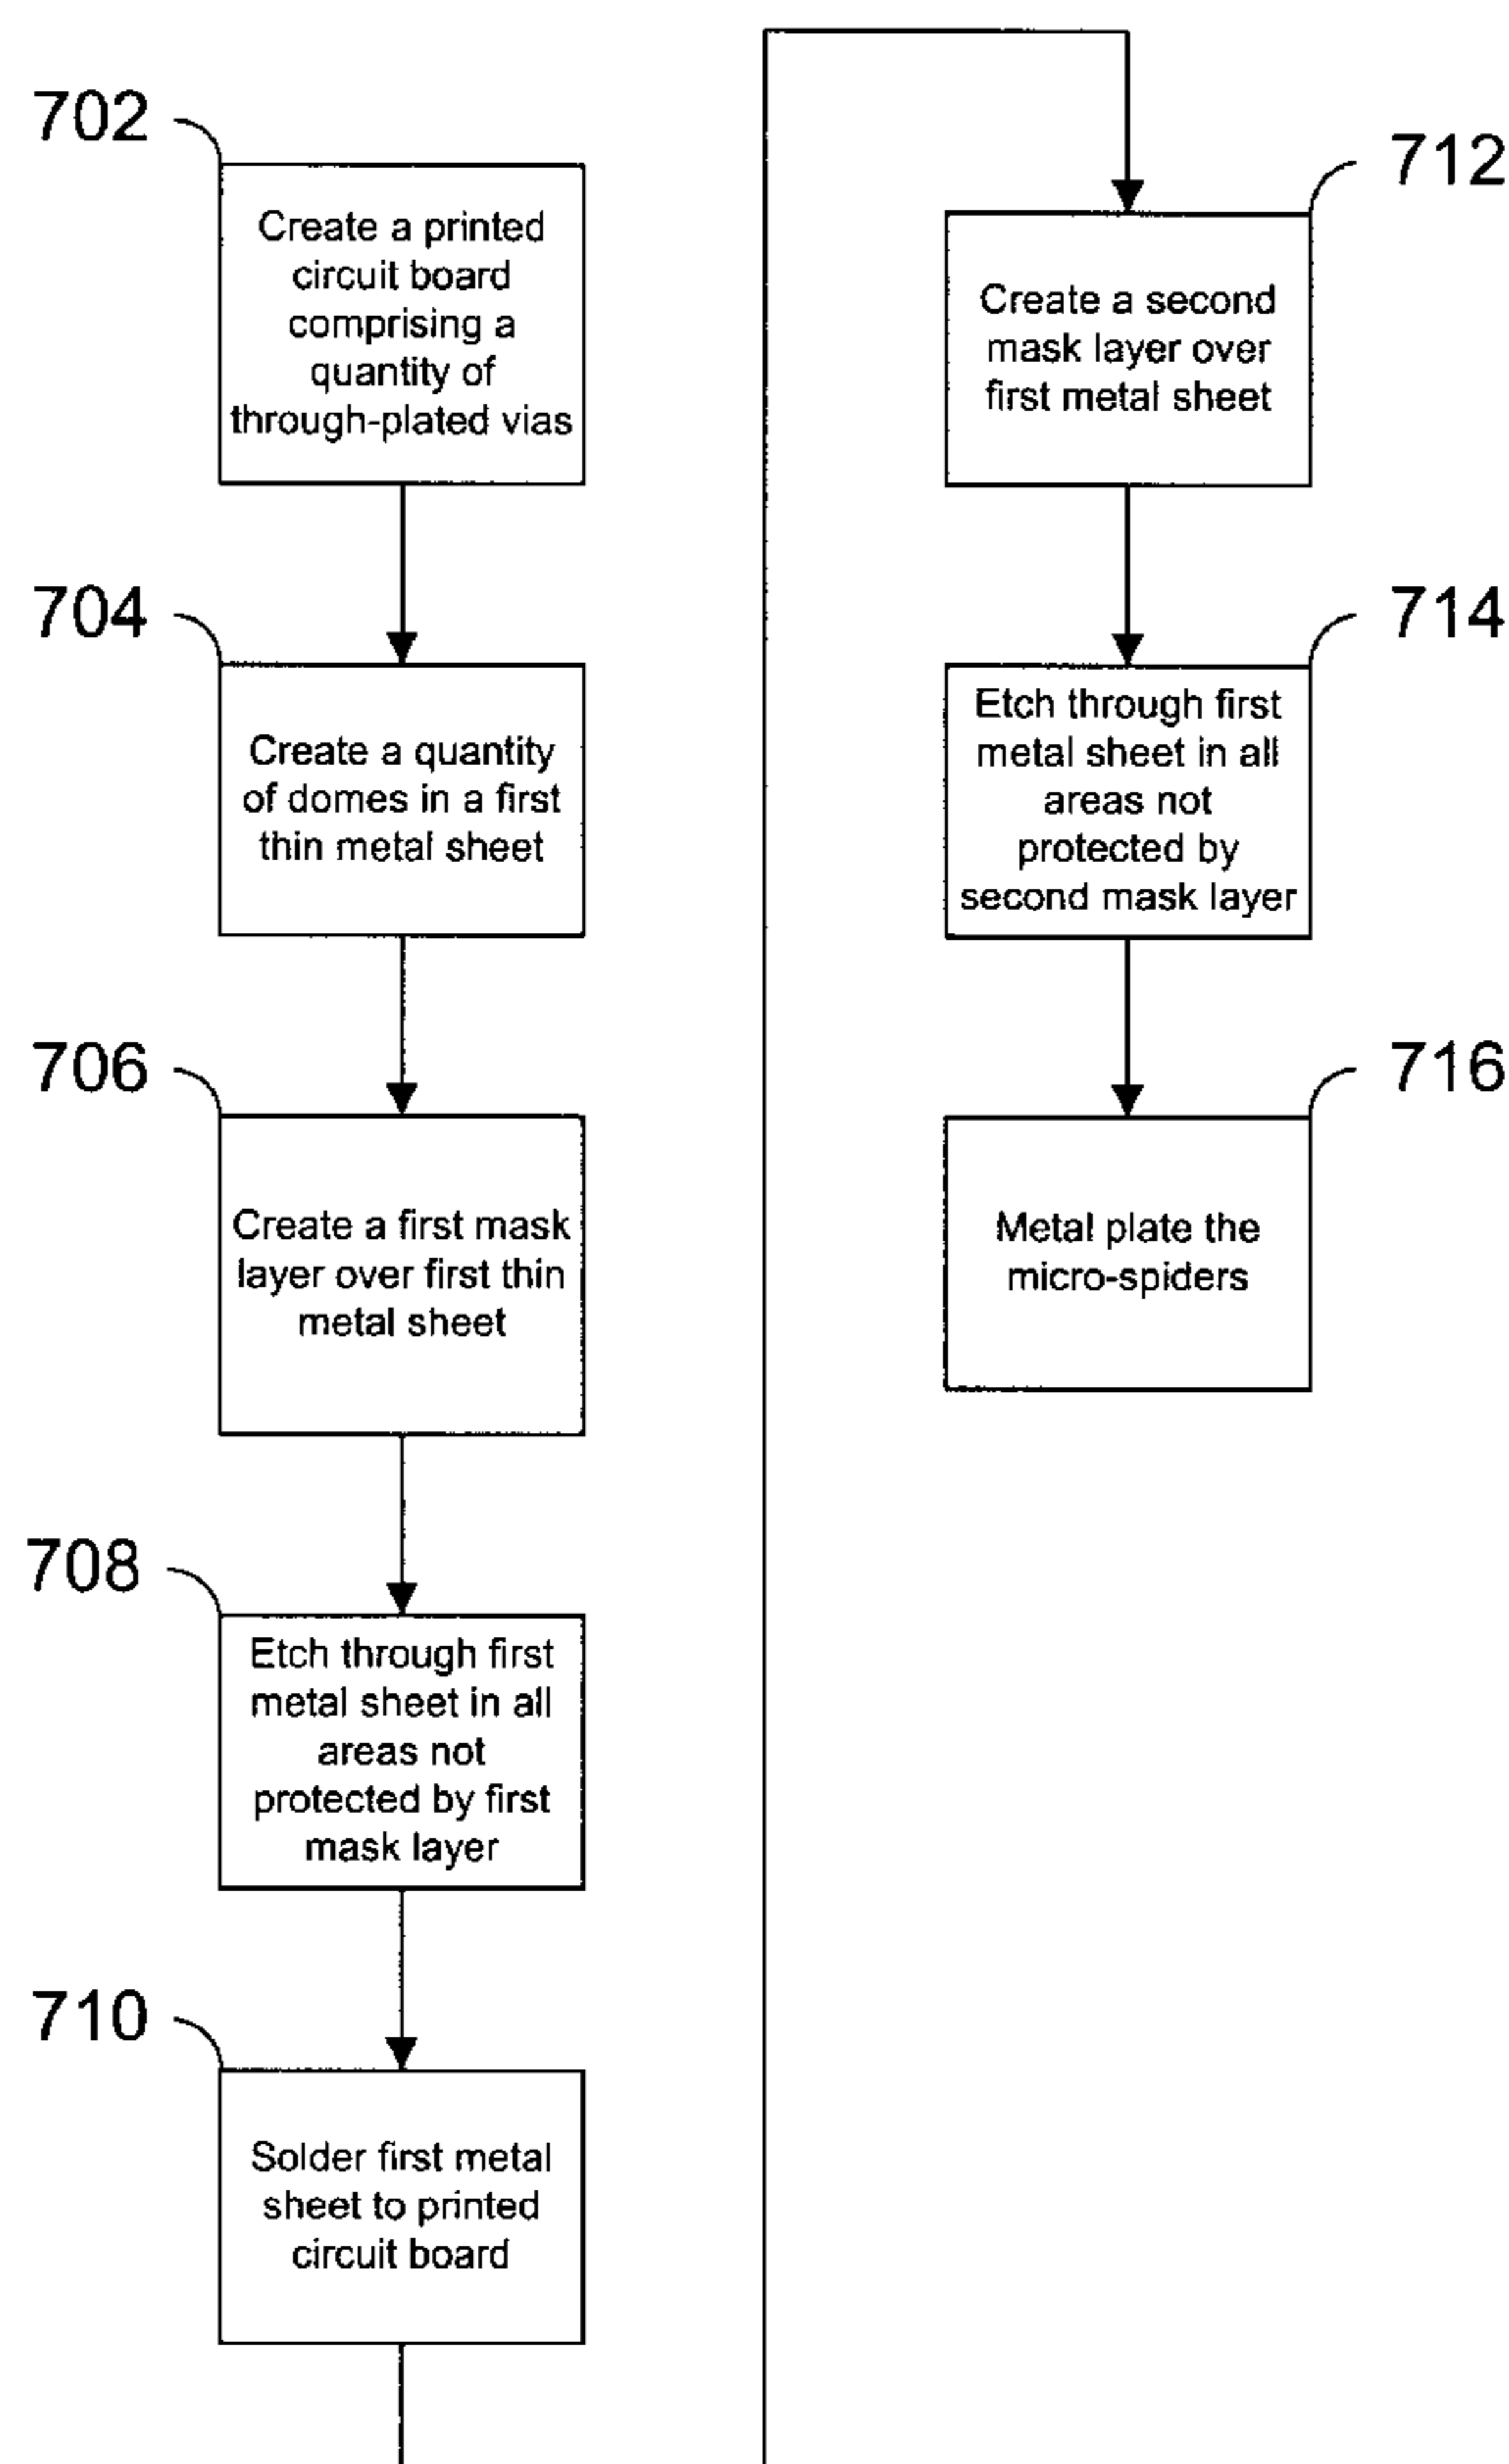 702
Create a printed
circuit board
comprising a
quantity of
through-plated vias
704
Create a quantity
of domes in a first
thin metal sheet
706
Create a first mask
layer over first thin
metal sheet
708
Etch through first
metal sheet in all
areas not
protected by first
mask layer
710
Solder first metal
sheet to printed
circuit board
712
Create a second
mask layer over
first metal sheet
714
Etch through first
metal sheet in all
areas not
protected by
second mask layer
716
Metal plate the
micro-spiders